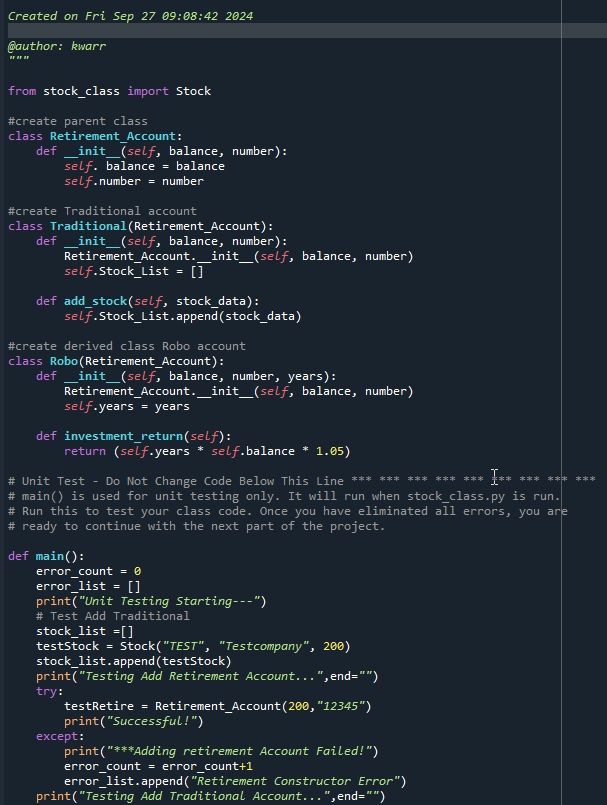 Created on Fri Sep 27 09:08:42 2024

@author: kwarr
"""

from stock_class import Stock

#create parent class
class Retirement_Account:
    def __init__(self, balance, number):
        self. balance = balance
        self.number = number

#create Traditional account
class Traditional(Retirement_Account):
    def __init__(self, balance, number):
        Retirement_Account.__init__(self, balance, number)
        self.Stock_List = []

    def add_stock(self, stock_data):
        self.Stock_List.append(stock_data)

#create derived class Robo account
class Robo(Retirement_Account):
    def __init__(self, balance, number, years):
        Retirement_Account.__init__(self, balance, number)
        self.years = years

    def investment_return(self):
        return (self.years * self.balance * 1.05)

# Unit Test - Do Not Change Code Below This Line *** *** *** *** *** *** *** *** ***
# main() is used for unit testing only. It will run when stock_class.py is run.
# Run this to test your class code. Once you have eliminated all errors, you are
# ready to continue with the next part of the project.

def main():
    error_count = 0
    error_list = []
    print("Unit Testing Starting---")
    # Test Add Traditional
    stock_list =[]
    testStock = Stock("TEST", "Testcompany", 200)
    stock_list.append(testStock)
    print("Testing Add Retirement Account...",end="")
    try:
        testRetire = Retirement_Account(200,"12345")
        print("Successful!")
    except:
        print("***Adding retirement Account Failed!")
        error_count = error_count+1
        error_list.append("Retirement Constructor Error")
    print("Testing Add Traditional Account...",end="")